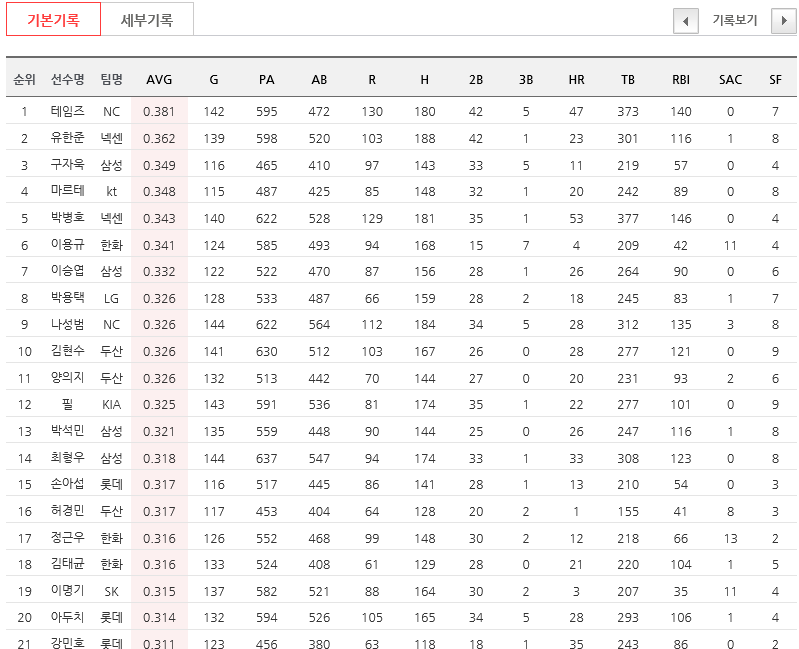 기본기록 세부기록 기록보기
순위 선수명 팀명 AVG G PA AB R H 2B 3B HR TB RBI SAC SF
1 테임즈 NC 0.381 142 595 472 130 180 42 5 47 373 140 0 7
2 유한준 넥센 0.362 139 598 520 103 188 42 1 23 301 116 1 8
3 구자욱 삼성 0.349 116 465 410 97 143 33 5 11 219 57 0 4
4 마르테 kt 0.348 115 487 425 85 148 32 1 20 242 89 0 8
5 박병호 넥센 0.343 140 622 528 129 181 35 1 53 377 146 0 4
6 이용규 한화 0.341 124 585 493 94 168 15 7 4 209 42 11 4
7 이승엽 삼성 0.332 122 522 470 87 156 28 1 26 264 90 0 6
8 박용택 LG 0.326 128 533 487 66 159 28 2 18 245 83 1 7
9 나성범 NC 0.326 144 622 564 112 184 34 5 28 312 135 3 8
10 김현수 두산 0.326 141 630 512 103 167 26 0 28 277 121 0 9
11 양의지 두산 0.326 132 513 442 70 144 27 0 20 231 93 2 6
12 필 KIA 0.325 143 591 536 81 174 35 1 22 277 101 0 9
13 박석민 삼성 0.321 135 559 448 90 144 25 0 26 247 116 1 8
14 최형우 삼성 0.318 144 637 547 94 174 33 1 33 308 123 0 8
15 손아섭 롯데 0.317 116 517 445 86 141 28 1 13 210 54 0 3
16 허경민 두산 0.317 117 453 404 64 128 20 2 1 155 41 8 3
17 정근우 한화 0.316 126 552 468 99 148 30 2 12 218 66 13 2
18 김태균 한화 0.316 133 524 408 61 129 28 0 21 220 104 1 5
19 이명기 SK 0.315 137 582 521 88 164 30 2 3 207 35 11 4
20 아두치 롯데 0.314 132 594 526 105 165 34 5 28 293 106 1 4
21 강민호 롯데 0.311 123 456 380 63 118 18 1 35 243 86 0 2